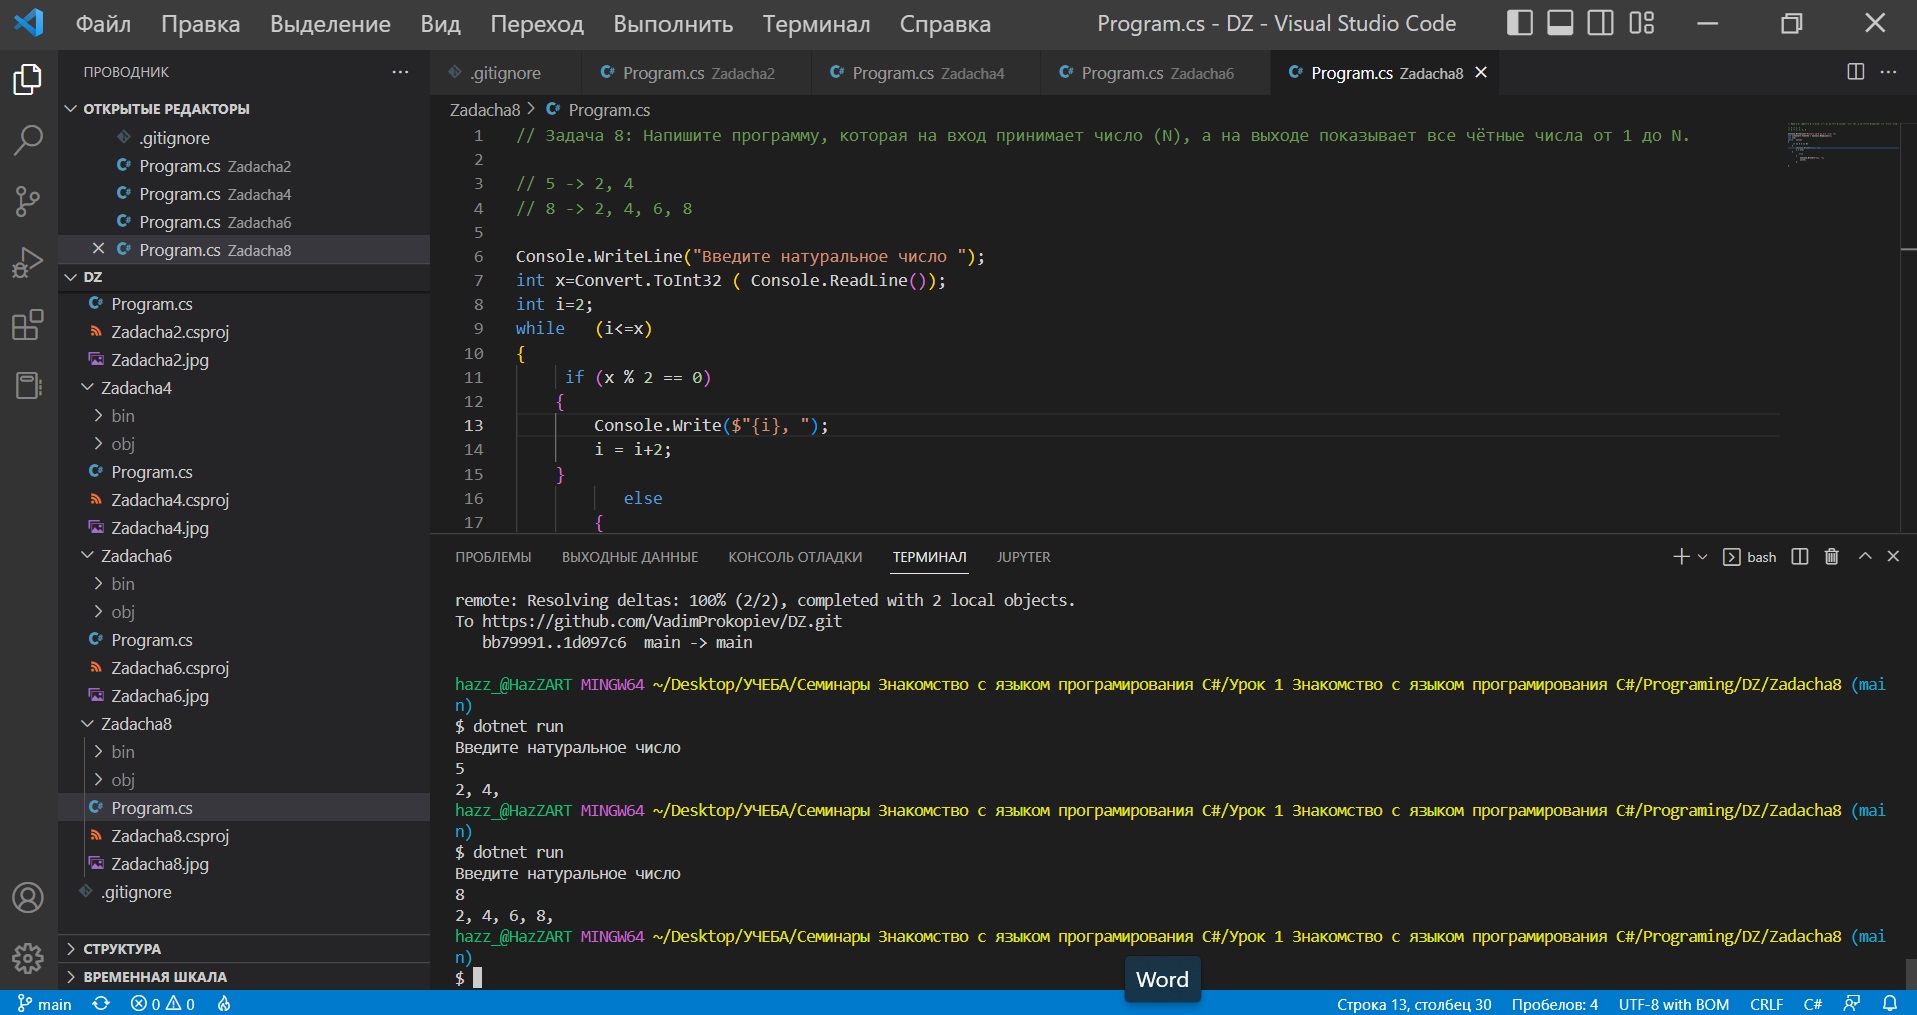 Файл Правка Выделение Вид Переход Выполнить Терминал Справка Program.cs - DZ - Visual Studio Code
ПРОВОДНИК
ОТКРЫТЫЕ РЕДАКТОРЫ
.gitignore
Program.cs Zadacha2
Program.cs Zadacha4
Program.cs Zadacha6
Program.cs Zadacha8
DZ
Program.cs
Zadacha2.csproj
Zadacha2.jpg
Zadacha4
bin
obj
Program.cs
Zadacha4.csproj
Zadacha4.jpg
Zadacha6
bin
obj
Program.cs
Zadacha6.csproj
Zadacha6.jpg
Zadacha8
bin
obj
Program.cs
Zadacha8.csproj
Zadacha8.jpg
.gitignore
СТРУКТУРА
ВРЕМЕННАЯ ШКАЛА
.gitignore Program.cs Zadacha2 Program.cs Zadacha4 Program.cs Zadacha6 Program.cs Zadacha8
Zadacha8 > Program.cs
1 // Задача 8: Напишите программу, которая на вход принимает число (N), а на выходе показывает все чётные числа от 1 до N.
2
3 // 5 -> 2, 4
4 // 8 -> 2, 4, 6, 8
5
6 Console.WriteLine("Введите натуральное число ");
7 int x=Convert.ToInt32 ( Console.ReadLine());
8 int i=2;
9 while (i<=x)
10 {
11 if (x % 2 == 0)
12 {
13 Console.Write($"{i}, ");
14 i = i+2;
15 }
16 else
17 {
ПРОБЛЕМЫ ВЫХОДНЫЕ ДАННЫЕ КОНСОЛЬ ОТЛАДКИ ТЕРМИНАЛ JUPYTER bash
remote: Resolving deltas: 100% (2/2), completed with 2 local objects.
To https://github.com/VadimProkopiev/DZ.git
bb79991..1d097c6 main -> main
hazz_@HazZART MINGW64 ~/Desktop/УЧЕБА/Семинары Знакомство с языком програмирования C#/Урок 1 Знакомство с языком програмирования C#/Programing/DZ/Zadacha8 (mai
n)
$ dotnet run
Введите натуральное число
5
2, 4,
hazz_@HazZART MINGW64 ~/Desktop/УЧЕБА/Семинары Знакомство с языком програмирования C#/Урок 1 Знакомство с языком програмирования C#/Programing/DZ/Zadacha8 (mai
n)
$ dotnet run
Введите натуральное число
8
2, 4, 6, 8,
hazz_@HazZART MINGW64 ~/Desktop/УЧЕБА/Семинары Знакомство с языком програмирования C#/Урок 1 Знакомство с языком програмирования C#/Programing/DZ/Zadacha8 (mai
n)
$
Word
main 0 0 Строка 13, столбец 30 Пробелов: 4 UTF-8 with BOM CRLF C#